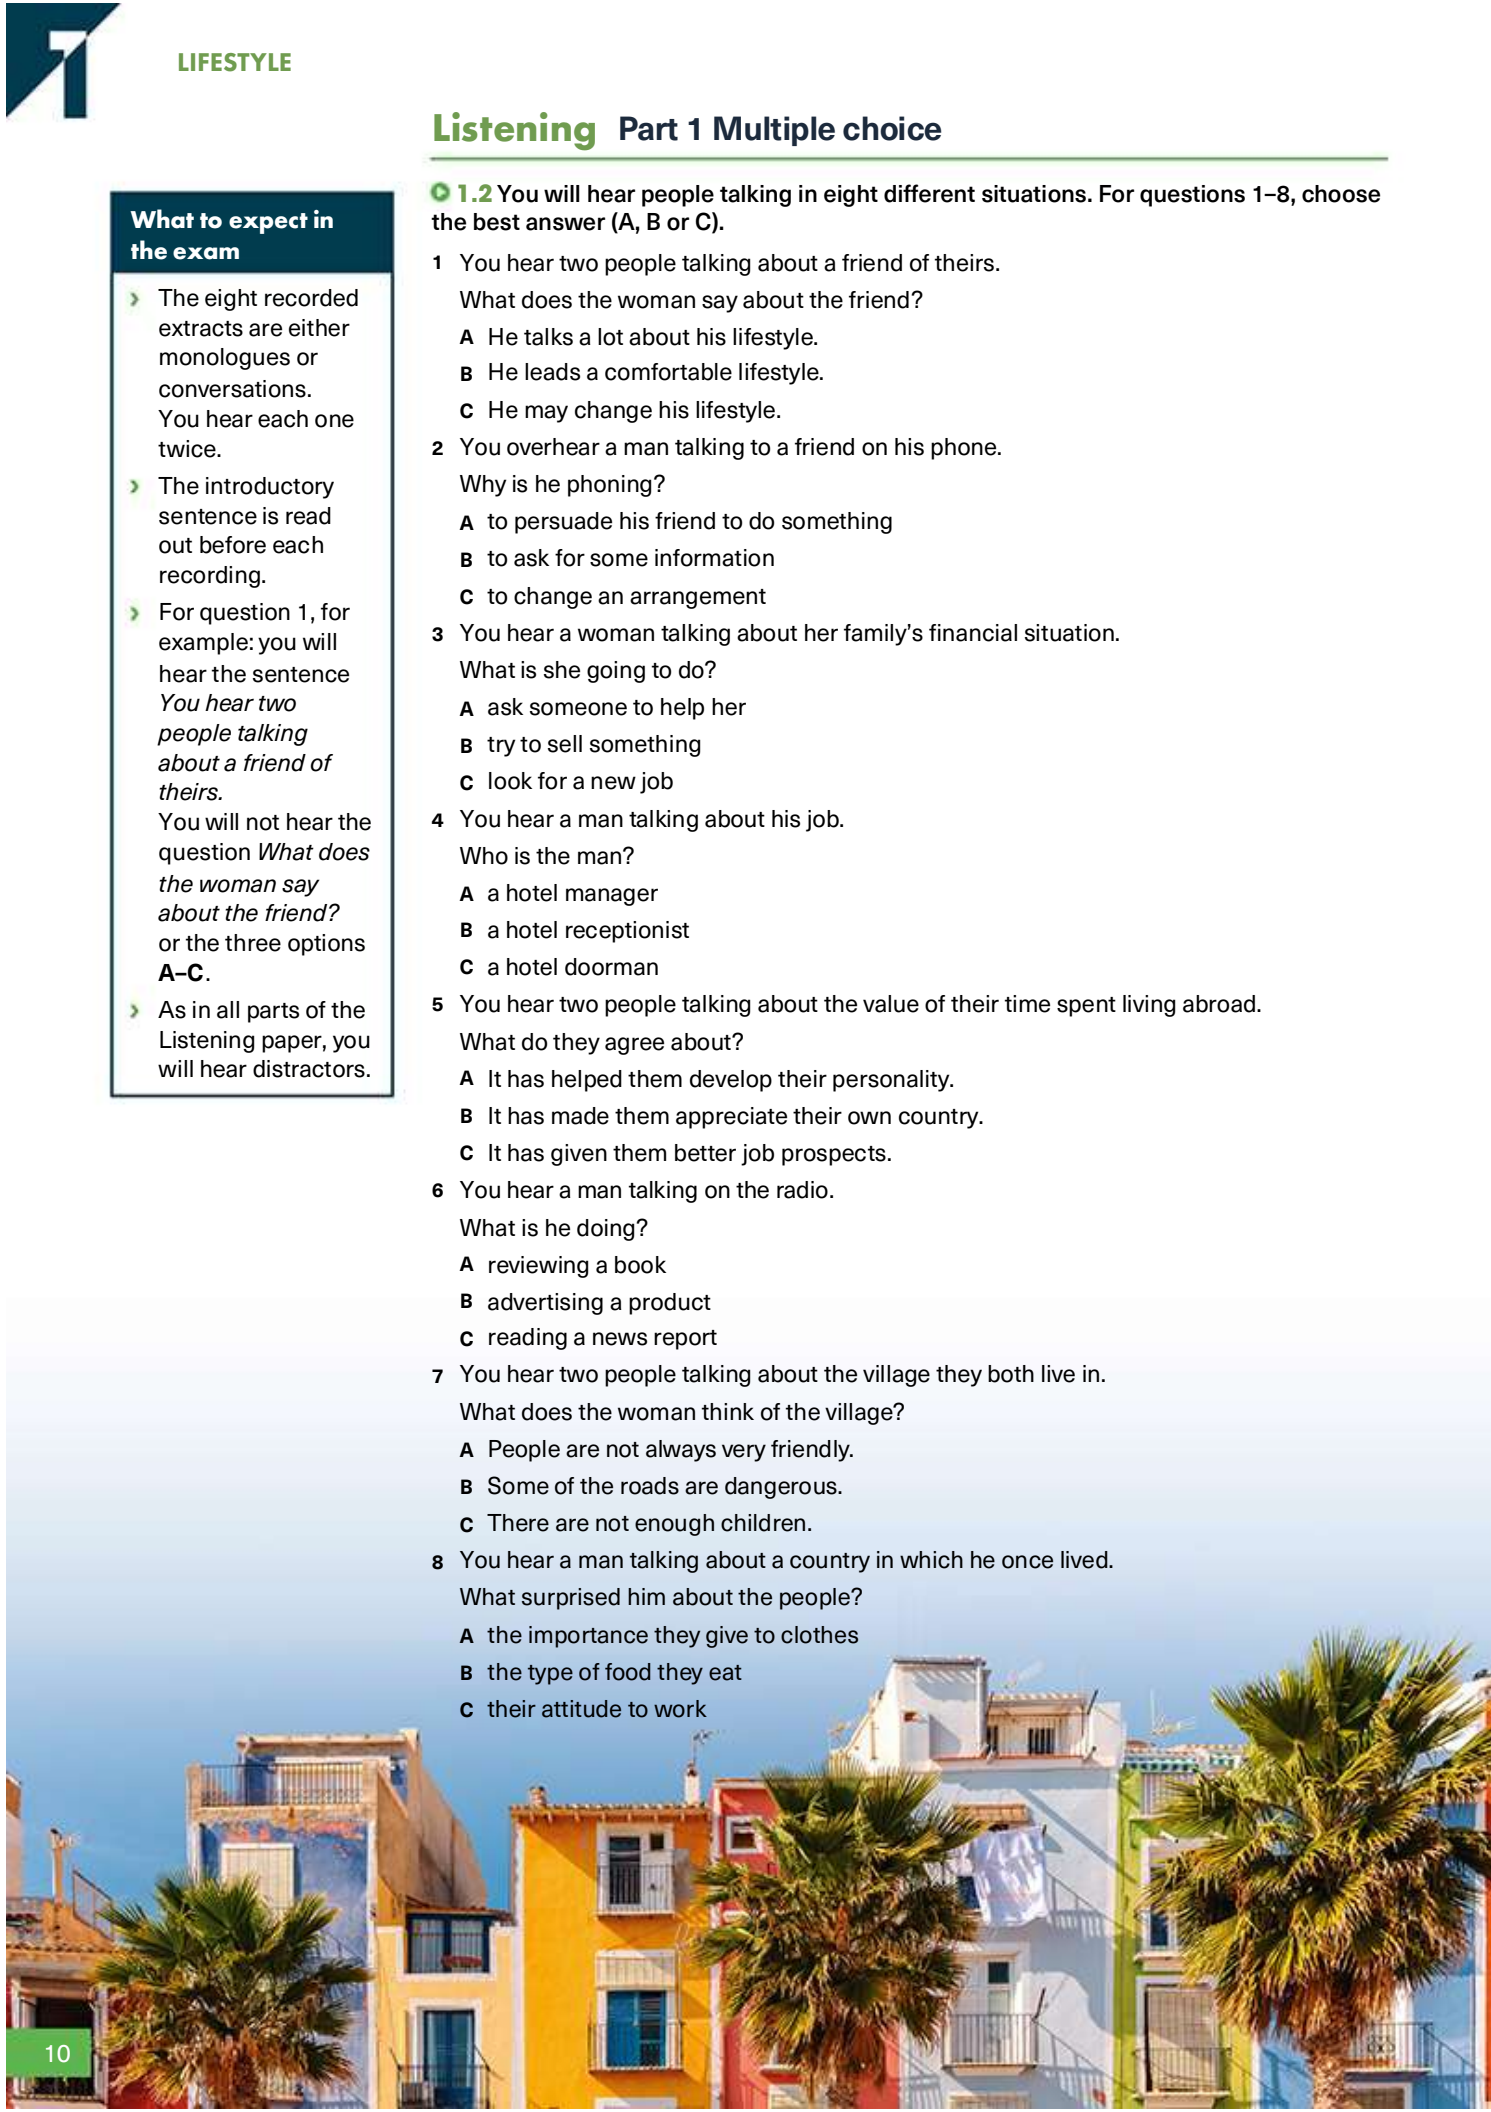 1
LIFESTYLE
Listening Part 1 Multiple choice
What to expect in
the exam
› The eight recorded
extracts are either
monologues or
conversations.
You hear each one
twice.
› The introductory
sentence is read
out before each
recording.
› For question 1, for
example: you will
hear the sentence
You hear two
people talking
about a friend of
theirs.
You will not hear the
question What does
the woman say
about the friend?
or the three options
A–C.
› As in all parts of the
Listening paper, you
will hear distractors.
1.2 You will hear people talking in eight different situations. For questions 1–8, choose
the best answer (A, B or C).
1 You hear two people talking about a friend of theirs.
What does the woman say about the friend?
A He talks a lot about his lifestyle.
B He leads a comfortable lifestyle.
C He may change his lifestyle.
2 You overhear a man talking to a friend on his phone.
Why is he phoning?
A to persuade his friend to do something
B to ask for some information
C to change an arrangement
3 You hear a woman talking about her family's financial situation.
What is she going to do?
A ask someone to help her
B try to sell something
C look for a new job
4 You hear a man talking about his job.
Who is the man?
A a hotel manager
B a hotel receptionist
C a hotel doorman
5 You hear two people talking about the value of their time spent living abroad.
What do they agree about?
A It has helped them develop their personality.
B It has made them appreciate their own country.
C It has given them better job prospects.
6 You hear a man talking on the radio.
What is he doing?
A reviewing a book
B advertising a product
C reading a news report
7 You hear two people talking about the village they both live in.
What does the woman think of the village?
A People are not always very friendly.
B Some of the roads are dangerous.
C There are not enough children.
8 You hear a man talking about a country in which he once lived.
What surprised him about the people?
A the importance they give to clothes
B the type of food they eat
C their attitude to work
10